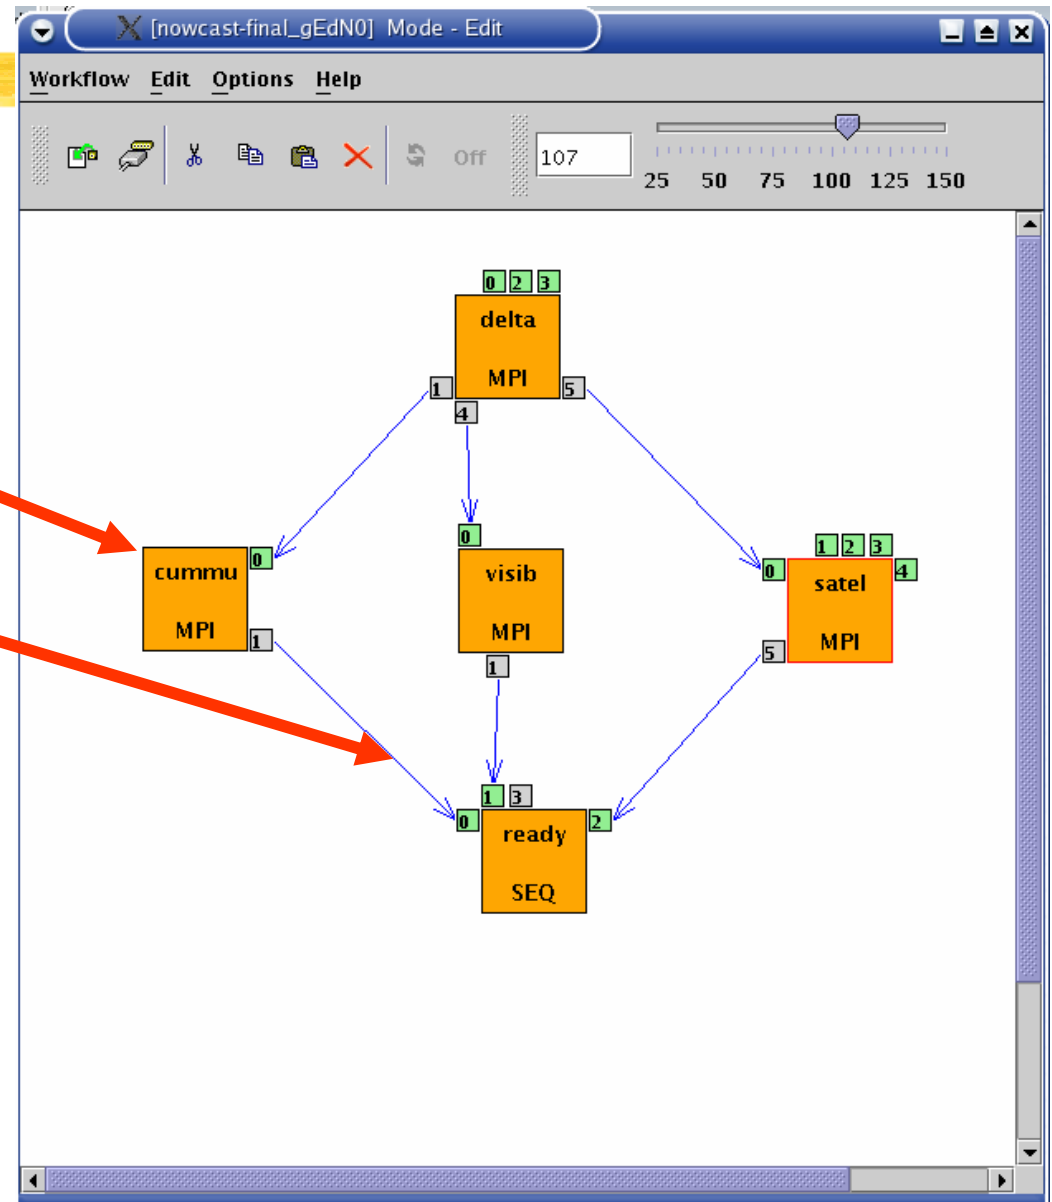 [nowcast-final_gEdN0] Mode - Edit
Workflow Edit Options Help
Off 107
25 50 75 100 125 150
0 2 3
delta
MPI
1 5
4
0
cummu
MPI
1
0
visib
MPI
1
1 2 3
0 4
satel
MPI
5
1 3
0 2
ready
SEQ